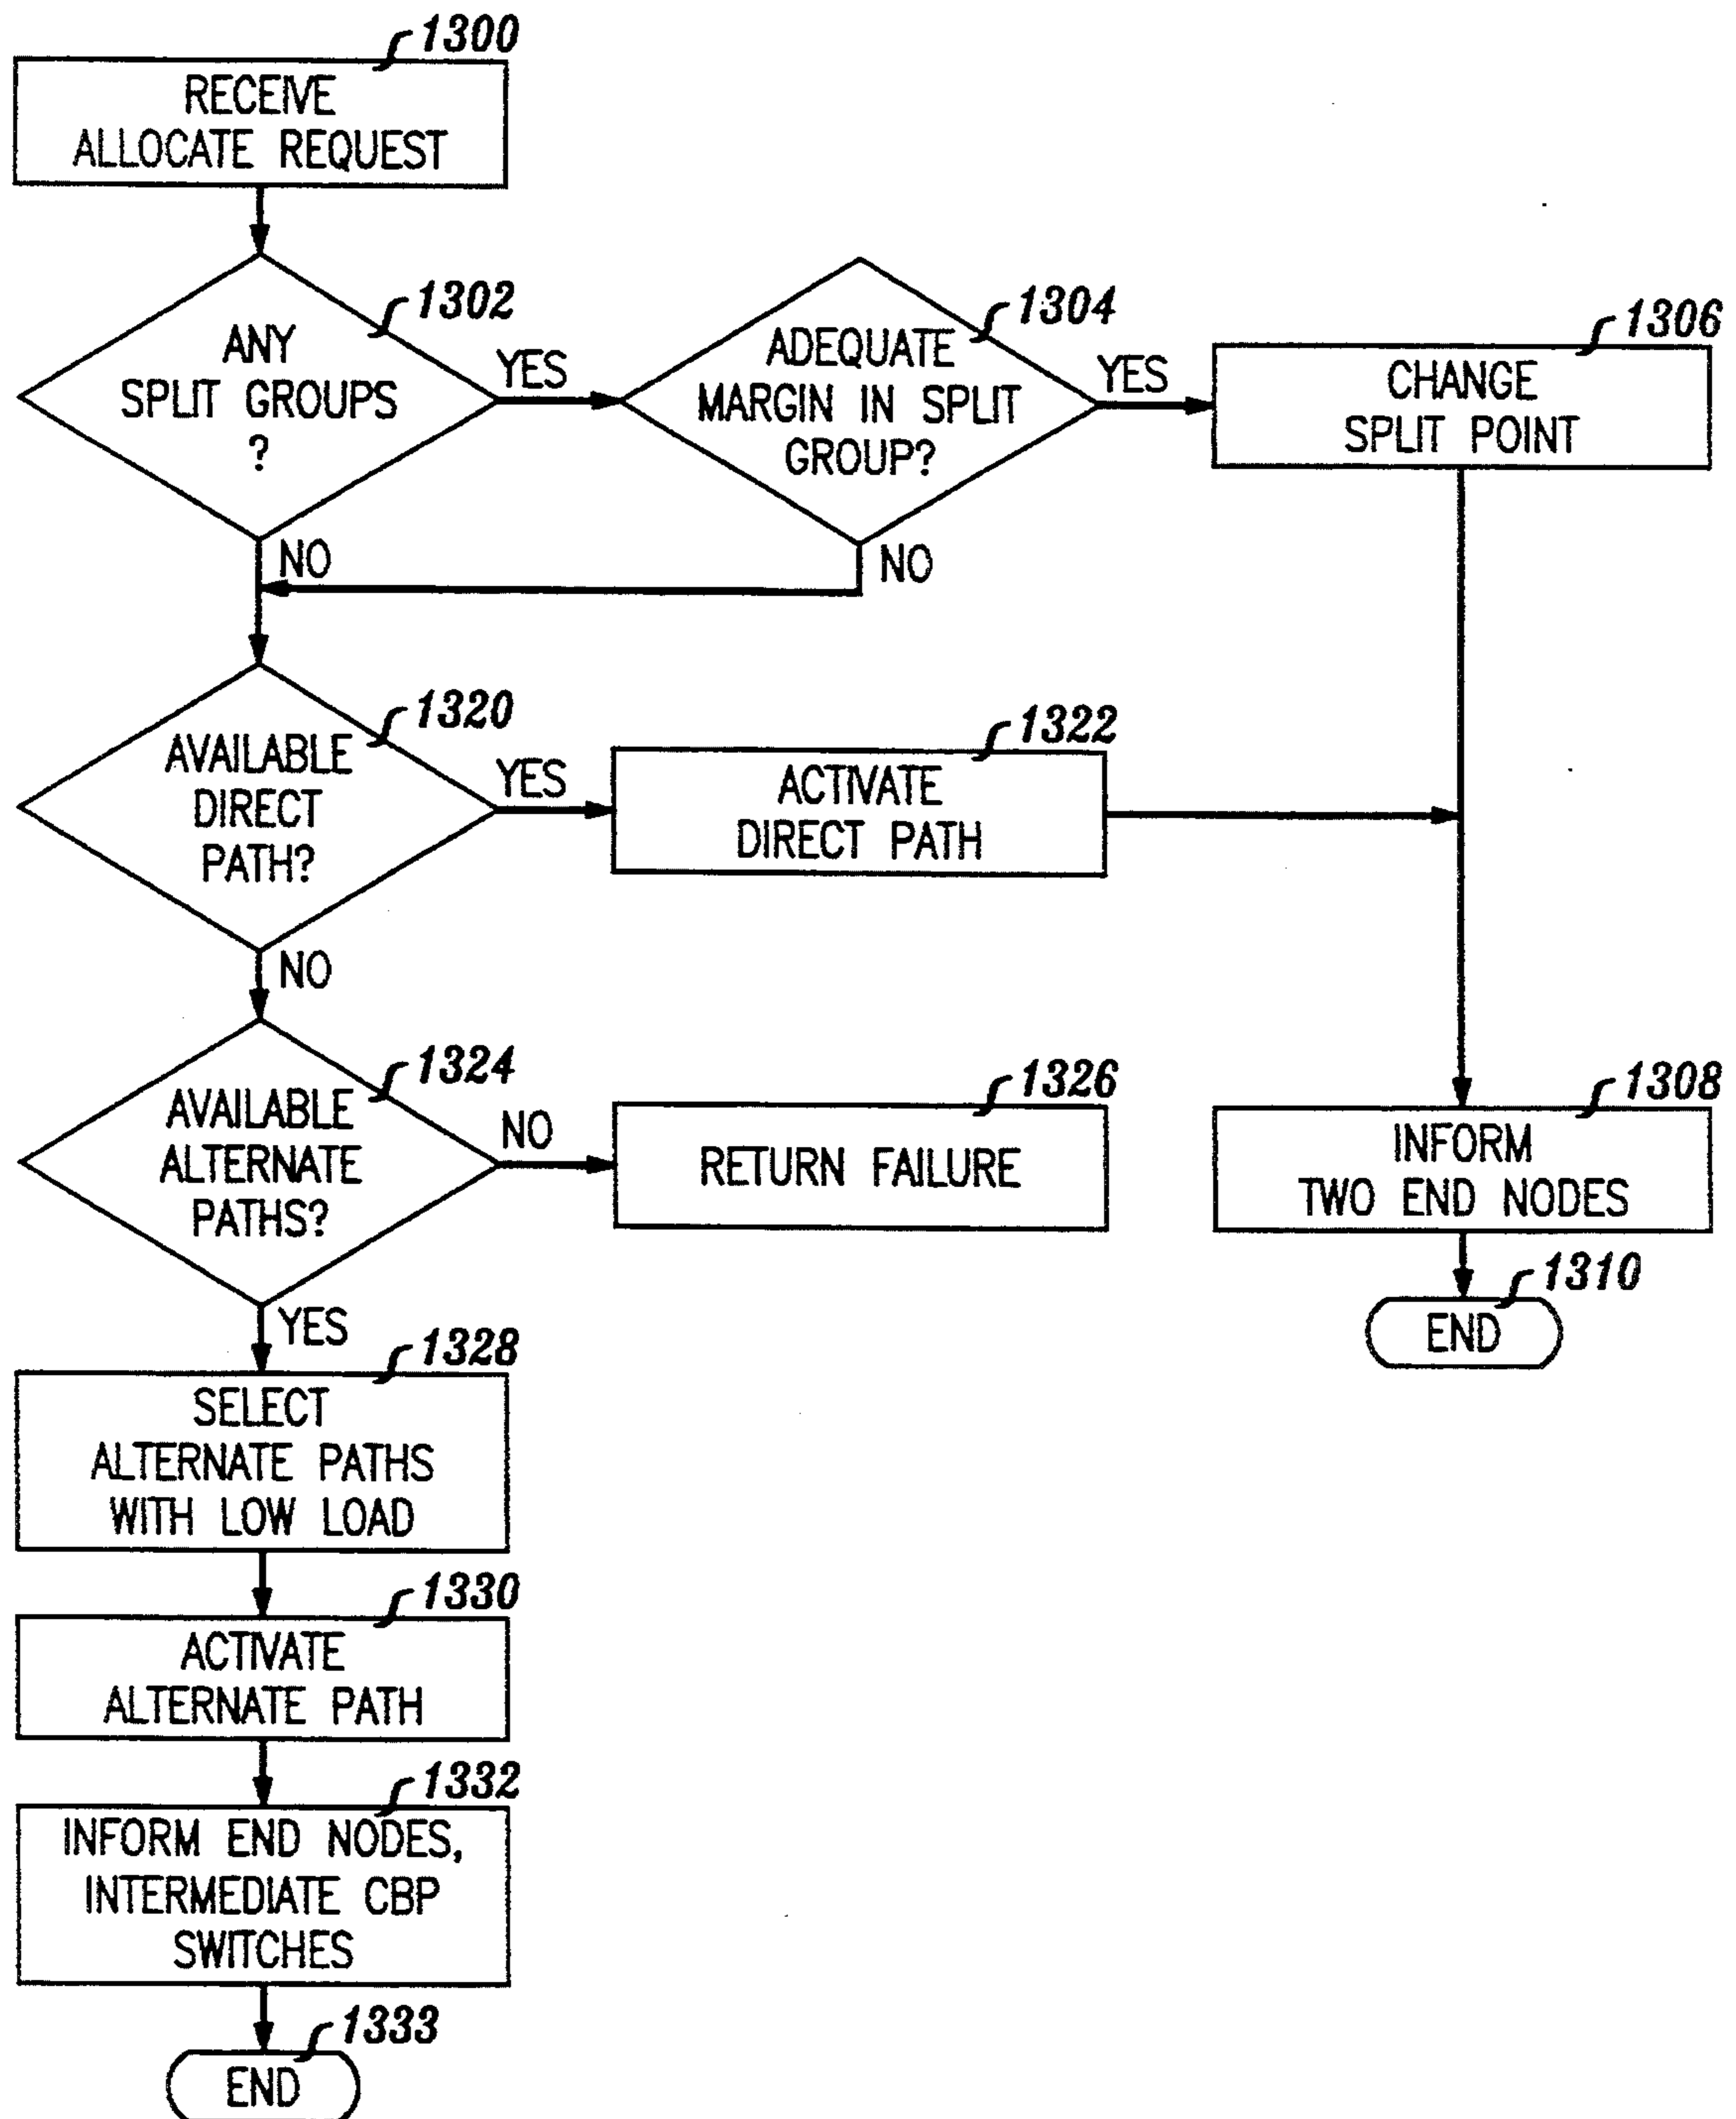 1300
RECEIVE
ALLOCATE REQUEST
1302
ANY
SPLIT GROUPS
?
YES
NO
1304
ADEQUATE
MARGIN IN SPLIT
GROUP?
YES
NO
1306
CHANGE
SPLIT POINT
1320
AVAILABLE
DIRECT
PATH?
YES
NO
1322
ACTIVATE
DIRECT PATH
1324
AVAILABLE
ALTERNATE
PATHS?
NO
YES
1326
RETURN FAILURE
1308
INFORM
TWO END NODES
1310
END
1328
SELECT
ALTERNATE PATHS
WITH LOW LOAD
1330
ACTIVATE
ALTERNATE PATH
1332
INFORM END NODES,
INTERMEDIATE CBP
SWITCHES
1333
END